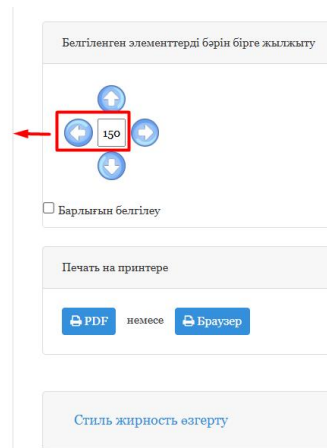 Белгіленген элементтерді бәрін бірге жылжыту
150
Барлығын белгілеу
Печать на принтере
PDF немесе Браузер
Стиль жирность өзгерту